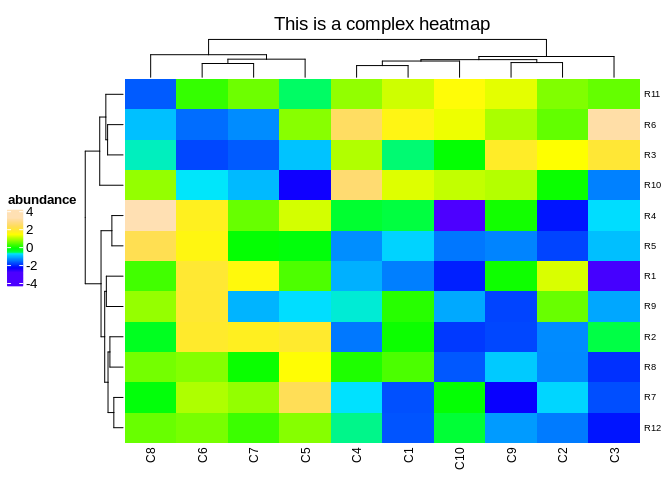 This is a complex heatmap
R11
R6
R3
R10
R4
R5
R1
R9
R2
R8
R7
R12
abundance
4
2
0
-2
-4
C8 C6 C7 C5 C4 C1 C10 C9 C2 C3